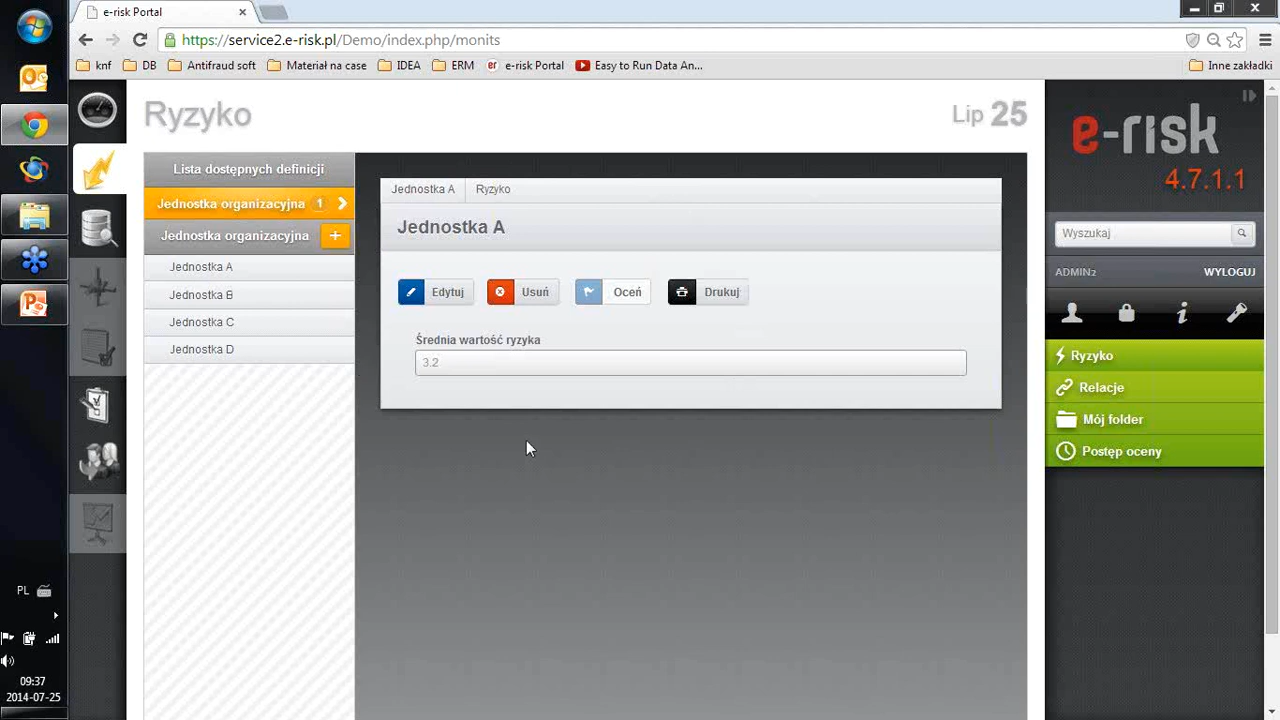 e-risk Portal
https://service2.e-risk.pl/Demo/index.php/monits
knf DB Antifraud soft Materiał na case IDEA ERM e-risk Portal Easy to Run Data An... Inne zakładki
Ryzyko
Lip 25
Lista dostępnych definicji
Jednostka organizacyjna 1
Jednostka organizacyjna +
Jednostka A
Jednostka B
Jednostka C
Jednostka D
Jednostka A Ryzyko
Jednostka A
Edytuj Usuń Oceń Drukuj
Średnia wartość ryzyka
3.2
e-risk
4.7.1.1
Wyszukaj
ADMIN2 WYLOGUJ
Ryzyko
Relacje
Mój folder
Postęp oceny
PL
09:37
2014-07-25